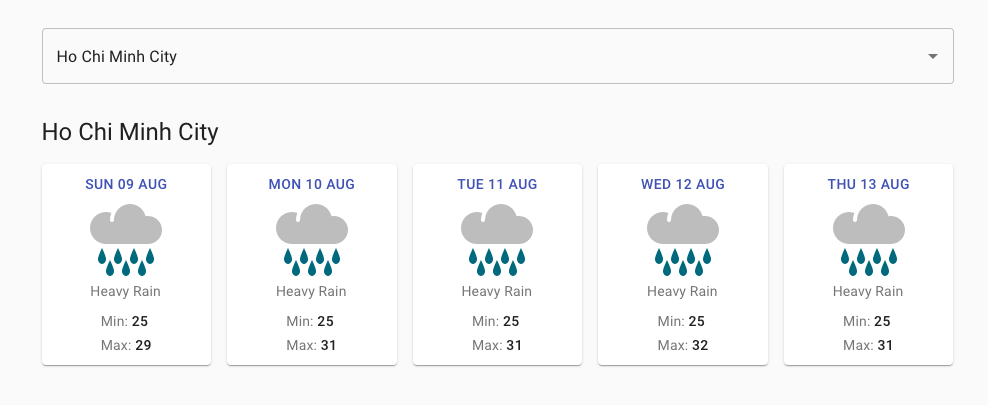 Ho Chi Minh City
Ho Chi Minh City
SUN 09 AUG
Heavy Rain
Min: 25
Max: 29
MON 10 AUG
Heavy Rain
Min: 25
Max: 31
TUE 11 AUG
Heavy Rain
Min: 25
Max: 31
WED 12 AUG
Heavy Rain
Min: 25
Max: 32
THU 13 AUG
Heavy Rain
Min: 25
Max: 31